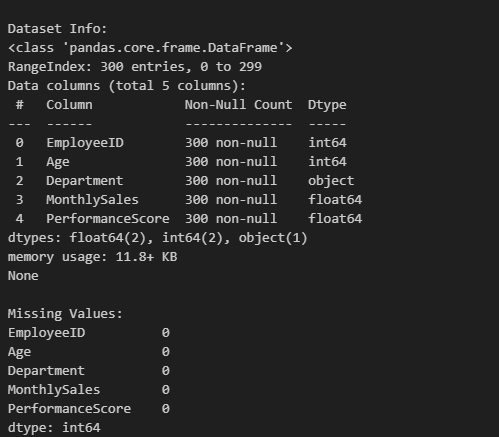 Dataset Info:
<class 'pandas.core.frame.DataFrame'>
RangeIndex: 300 entries, 0 to 299
Data columns (total 5 columns):
 #   Column            Non-Null Count  Dtype
---  ------            --------------  -----
 0   EmployeeID        300 non-null    int64
 1   Age               300 non-null    int64
 2   Department        300 non-null    object
 3   MonthlySales      300 non-null    float64
 4   PerformanceScore  300 non-null    float64
dtypes: float64(2), int64(2), object(1)
memory usage: 11.8+ KB
None
Missing Values:
EmployeeID          0
Age                 0
Department          0
MonthlySales        0
PerformanceScore    0
dtype: int64